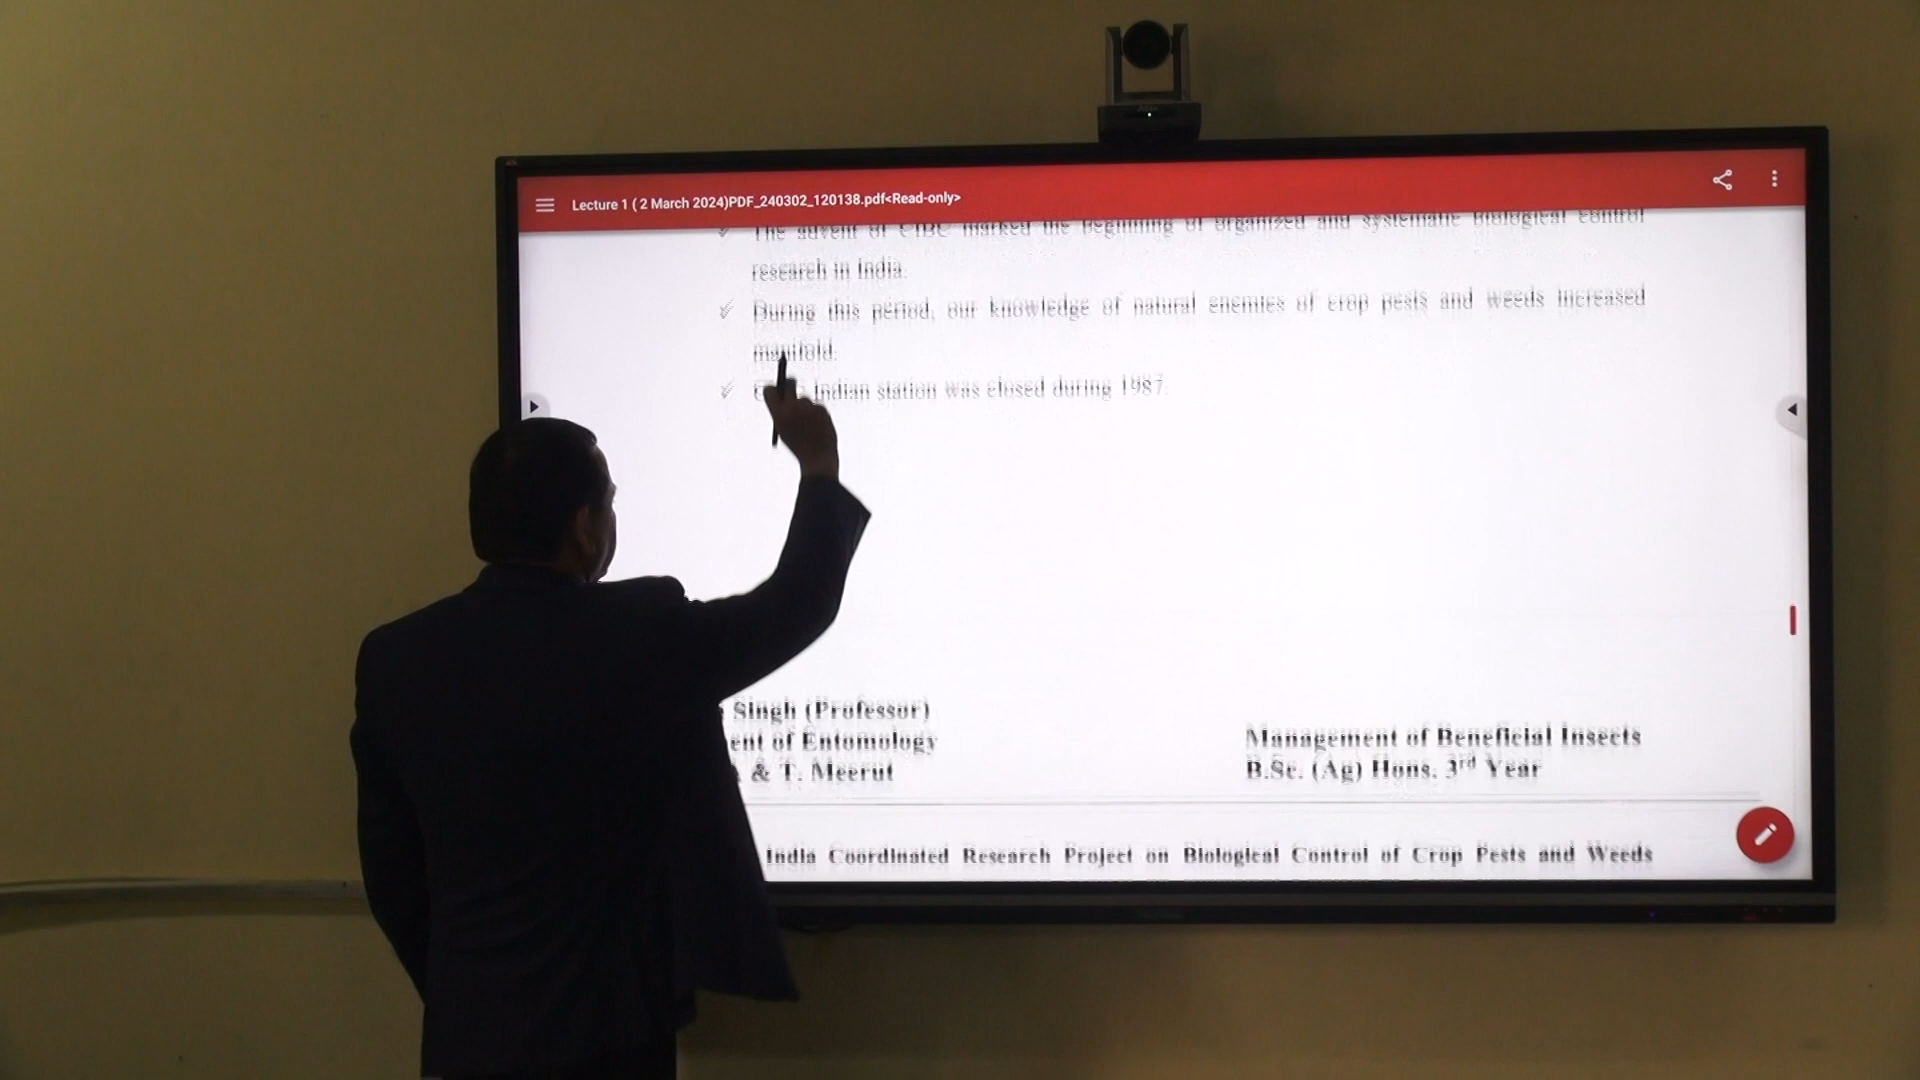 Lecture 1 ( 2 March 2024)PDF_240302_120138.pdf<Read-only>
✓ The advent of CIBC marked the beginning of organized and systematic biological control
research in India.
✓ During this period, our knowledge of natural enemies of crop pests and weeds increased
manifold.
✓ Indian station was closed during 1987.
Singh (Professor)
ent of Entomology
& T. Meerut
Management of Beneficial Insects
B.Sc. (Ag) Hons. 3rd Year
India Coordinated Research Project on Biological Control of Crop Pests and Weeds